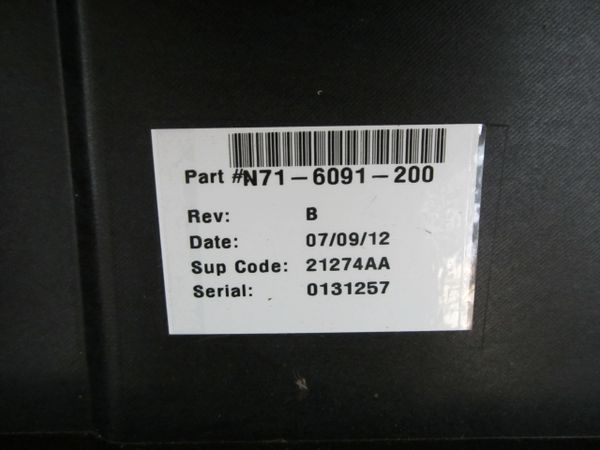 Part #: N71-6091-200
Rev: B
Date: 07/09/12
Sup Code: 21274AA
Serial: 0131257